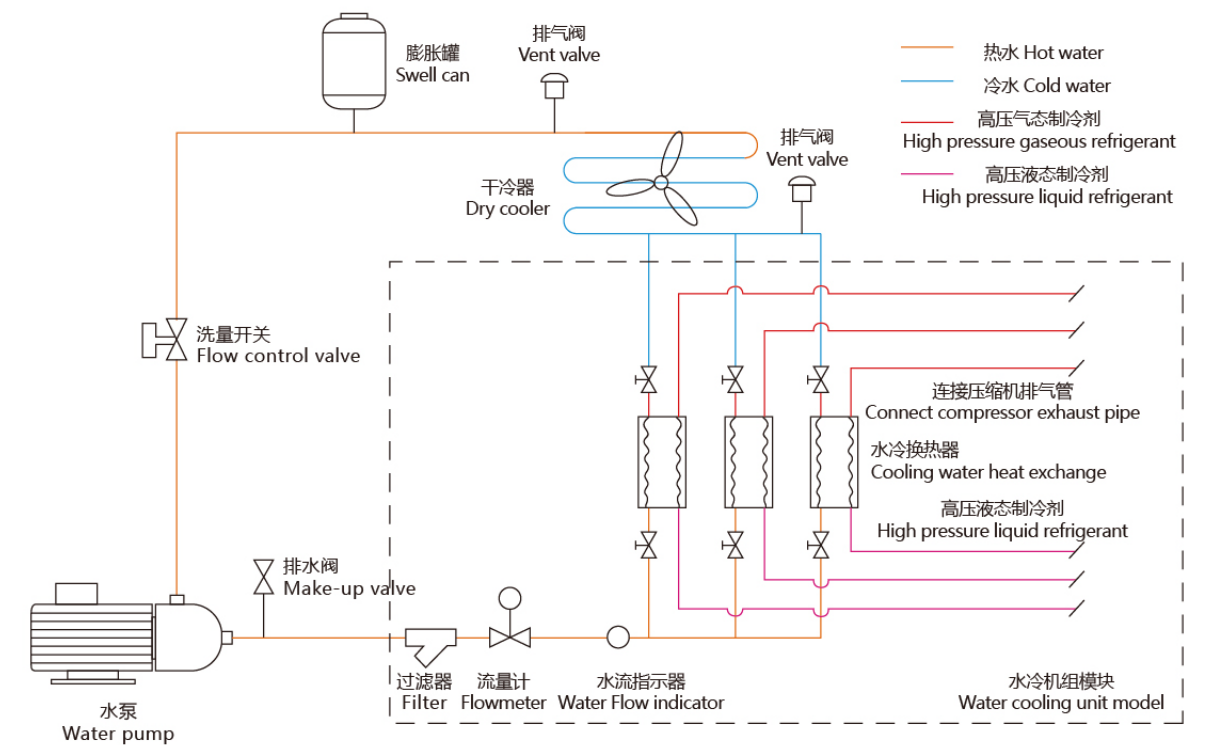 膨胀罐
Swell can
排气阀
Vent valve
热水 Hot water
冷水 Cold water
高压气态制冷剂
High pressure gaseous refrigerant
高压液态制冷剂
High pressure liquid refrigerant
排气阀
Vent valve
干冷器
Dry cooler
洗量开关
Flow control valve
连接压缩机排气管
Connect compressor exhaust pipe
水冷换热器
Cooling water heat exchange
高压液态制冷剂
High pressure liquid refrigerant
排水阀
Make-up valve
水泵
Water pump
过滤器
Filter
流量计
Flowmeter
水流指示器
Water Flow indicator
水冷机组模块
Water cooling unit model